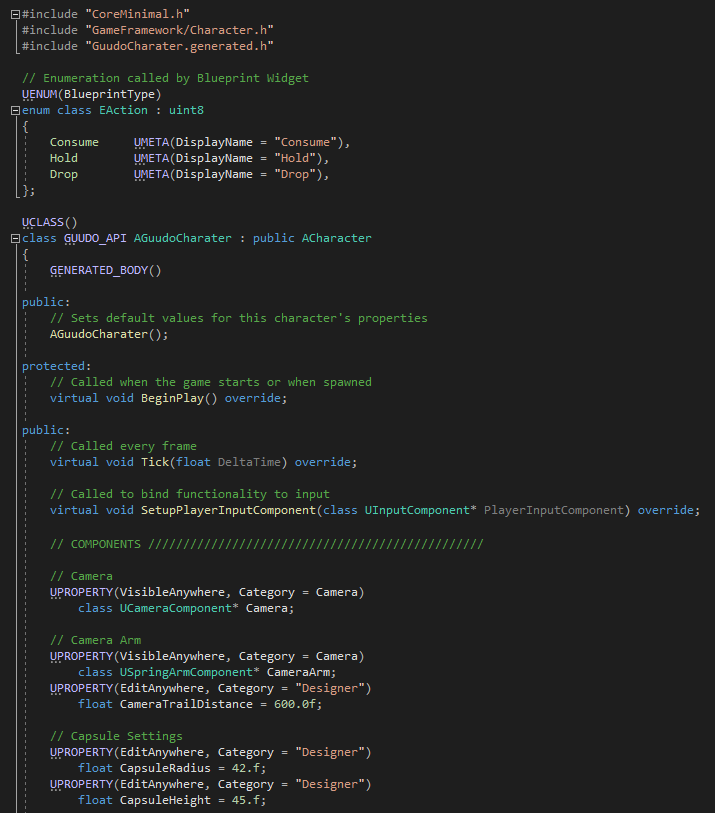 #include "CoreMinimal.h"
#include "GameFramework/Character.h"
#include "GuudoCharater.generated.h"
// Enumeration called by Blueprint Widget
UENUM(BlueprintType)
enum class EAction : uint8
{
Consume UMETA(DisplayName = "Consume"),
Hold UMETA(DisplayName = "Hold"),
Drop UMETA(DisplayName = "Drop"),
};
UCLASS()
class GUUDO_API AGuudoCharater : public ACharacter
{
GENERATED_BODY()
public:
// Sets default values for this character's properties
AGuudoCharater();
protected:
// Called when the game starts or when spawned
virtual void BeginPlay() override;
public:
// Called every frame
virtual void Tick(float DeltaTime) override;
// Called to bind functionality to input
virtual void SetupPlayerInputComponent(class UInputComponent* PlayerInputComponent) override;
// COMPONENTS ////////////////////////////////////////////////
// Camera
UPROPERTY(VisibleAnywhere, Category = Camera)
class UCameraComponent* Camera;
// Camera Arm
UPROPERTY(VisibleAnywhere, Category = Camera)
class USpringArmComponent* CameraArm;
UPROPERTY(EditAnywhere, Category = "Designer")
float CameraTrailDistance = 600.0f;
// Capsule Settings
UPROPERTY(EditAnywhere, Category = "Designer")
float CapsuleRadius = 42.f;
UPROPERTY(EditAnywhere, Category = "Designer")
float CapsuleHeight = 45.f;